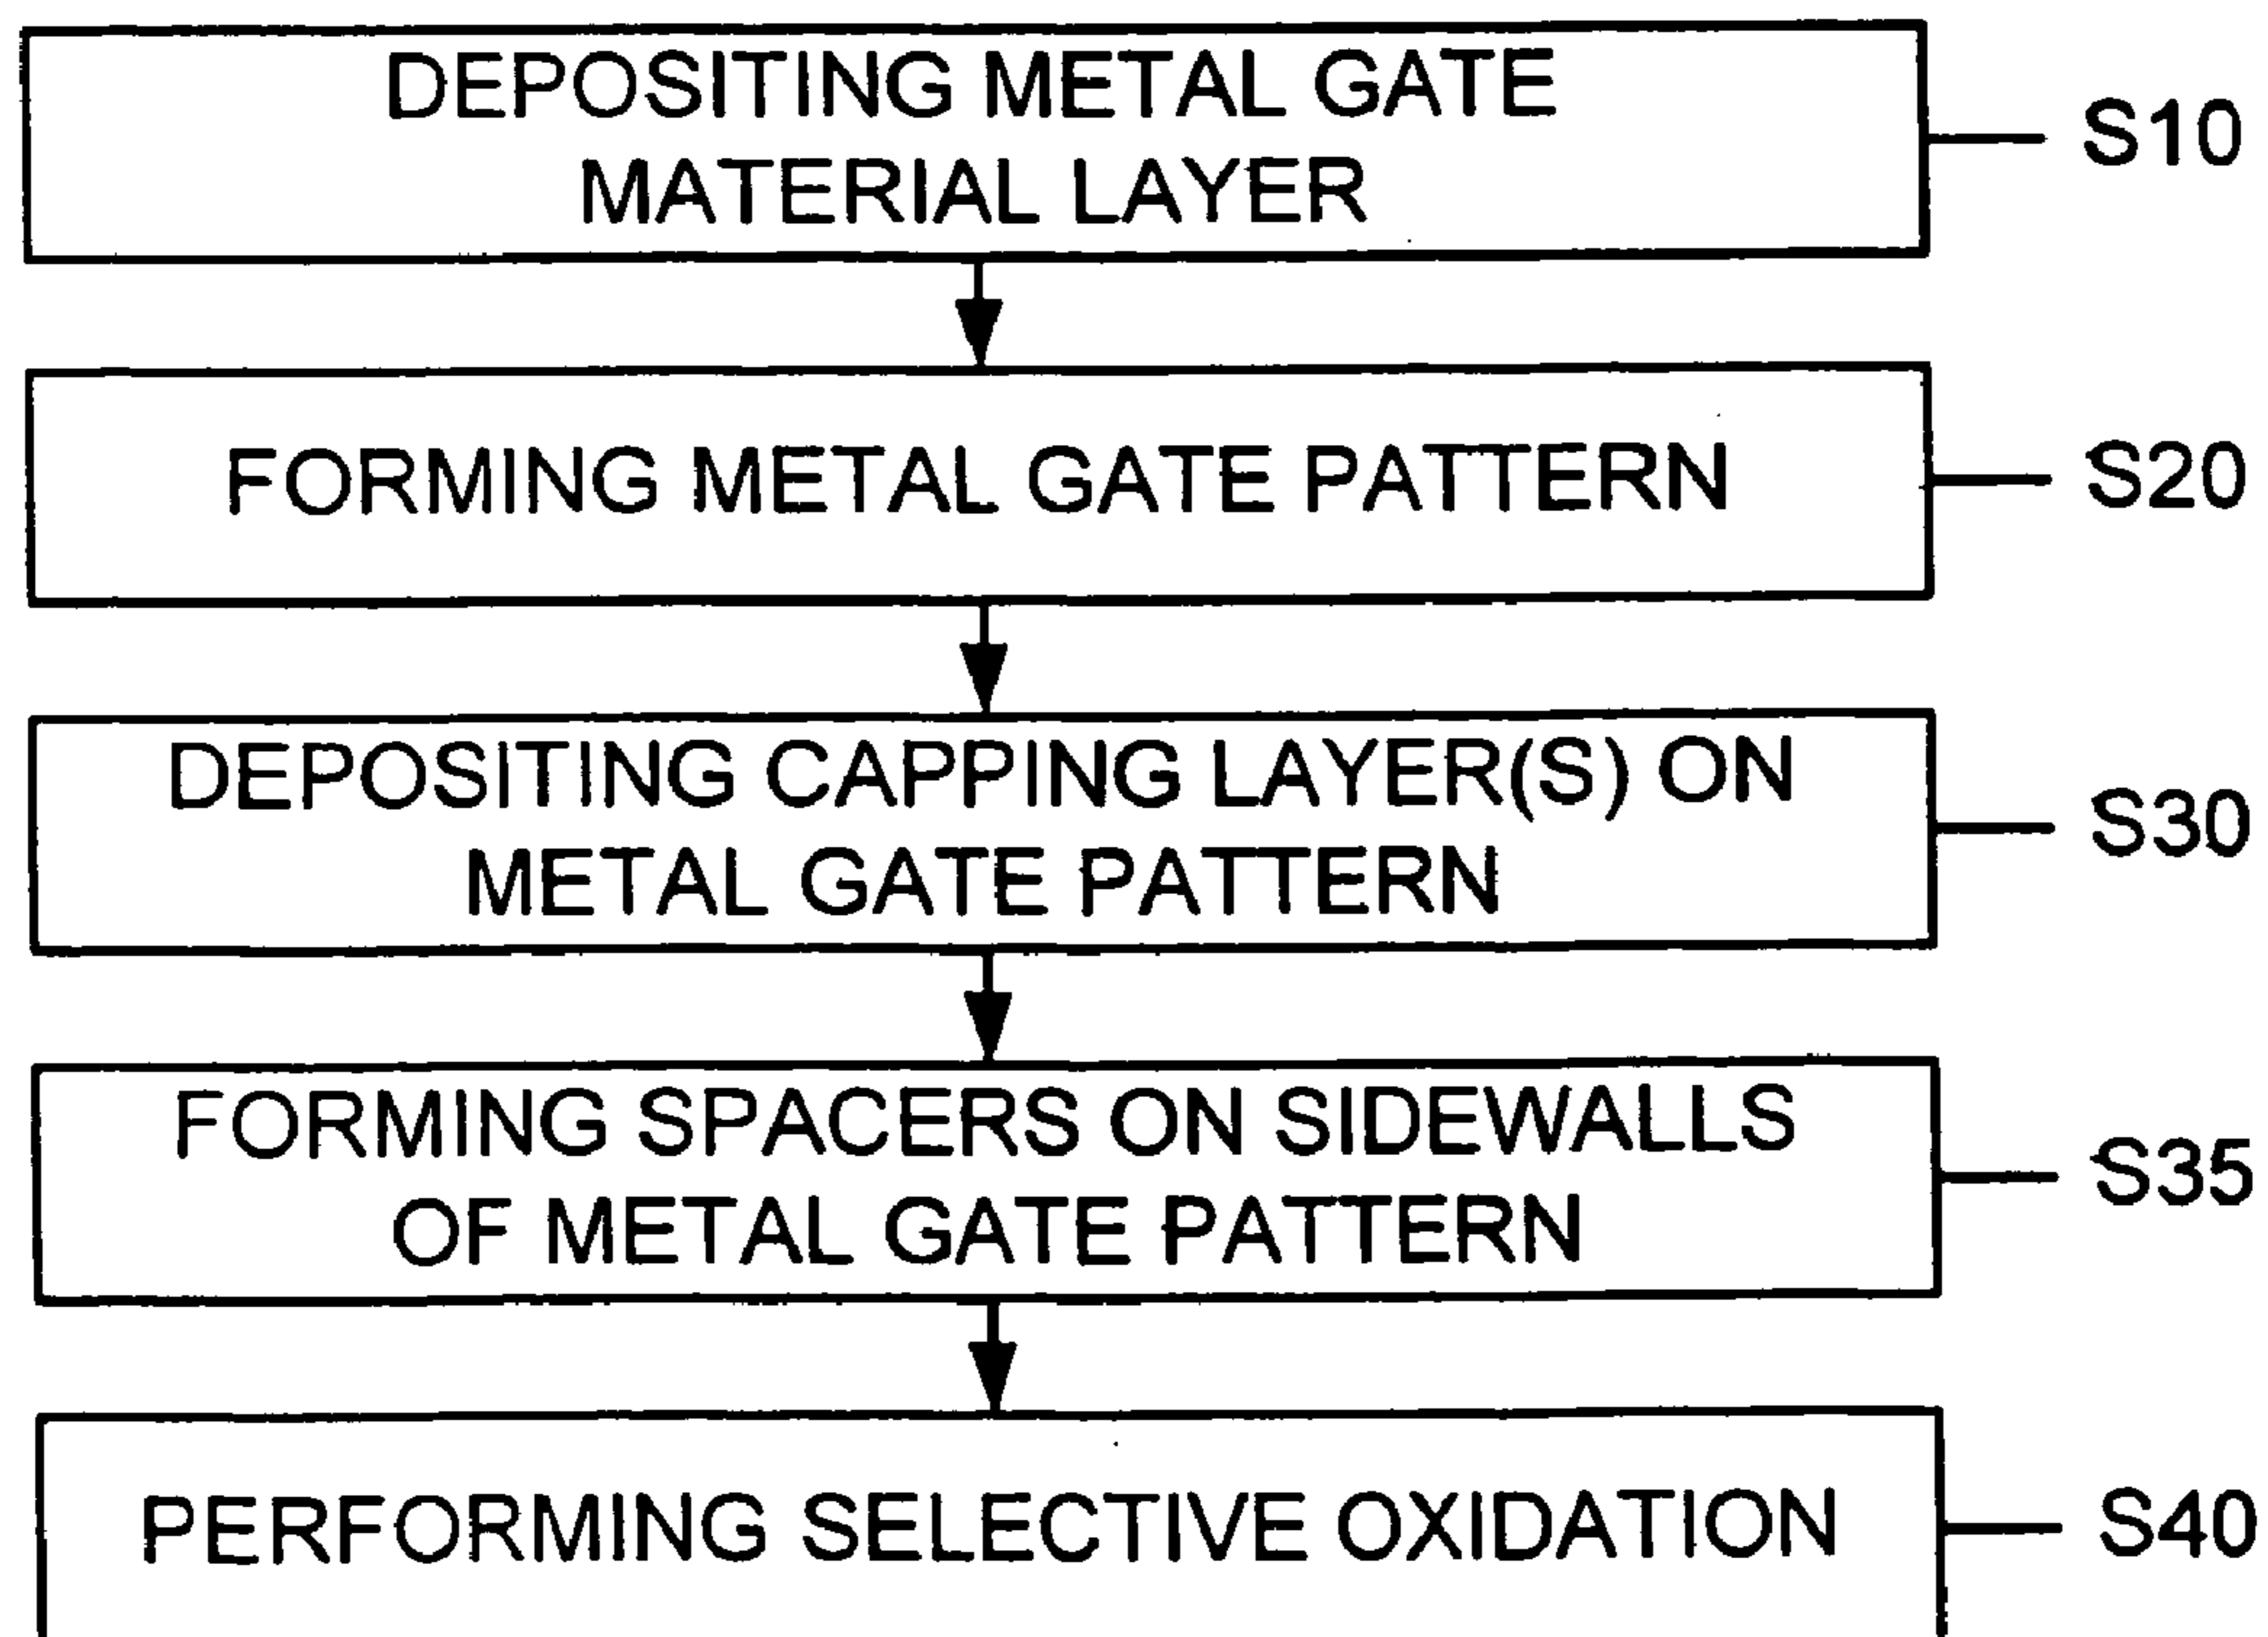 DEPOSITING METAL GATE
MATERIAL LAYER
S10
FORMING METAL GATE PATTERN
S20
DEPOSITING CAPPING LAYER(S) ON
METAL GATE PATTERN
S30
FORMING SPACERS ON SIDEWALLS
OF METAL GATE PATTERN
S35
PERFORMING SELECTIVE OXIDATION
S40